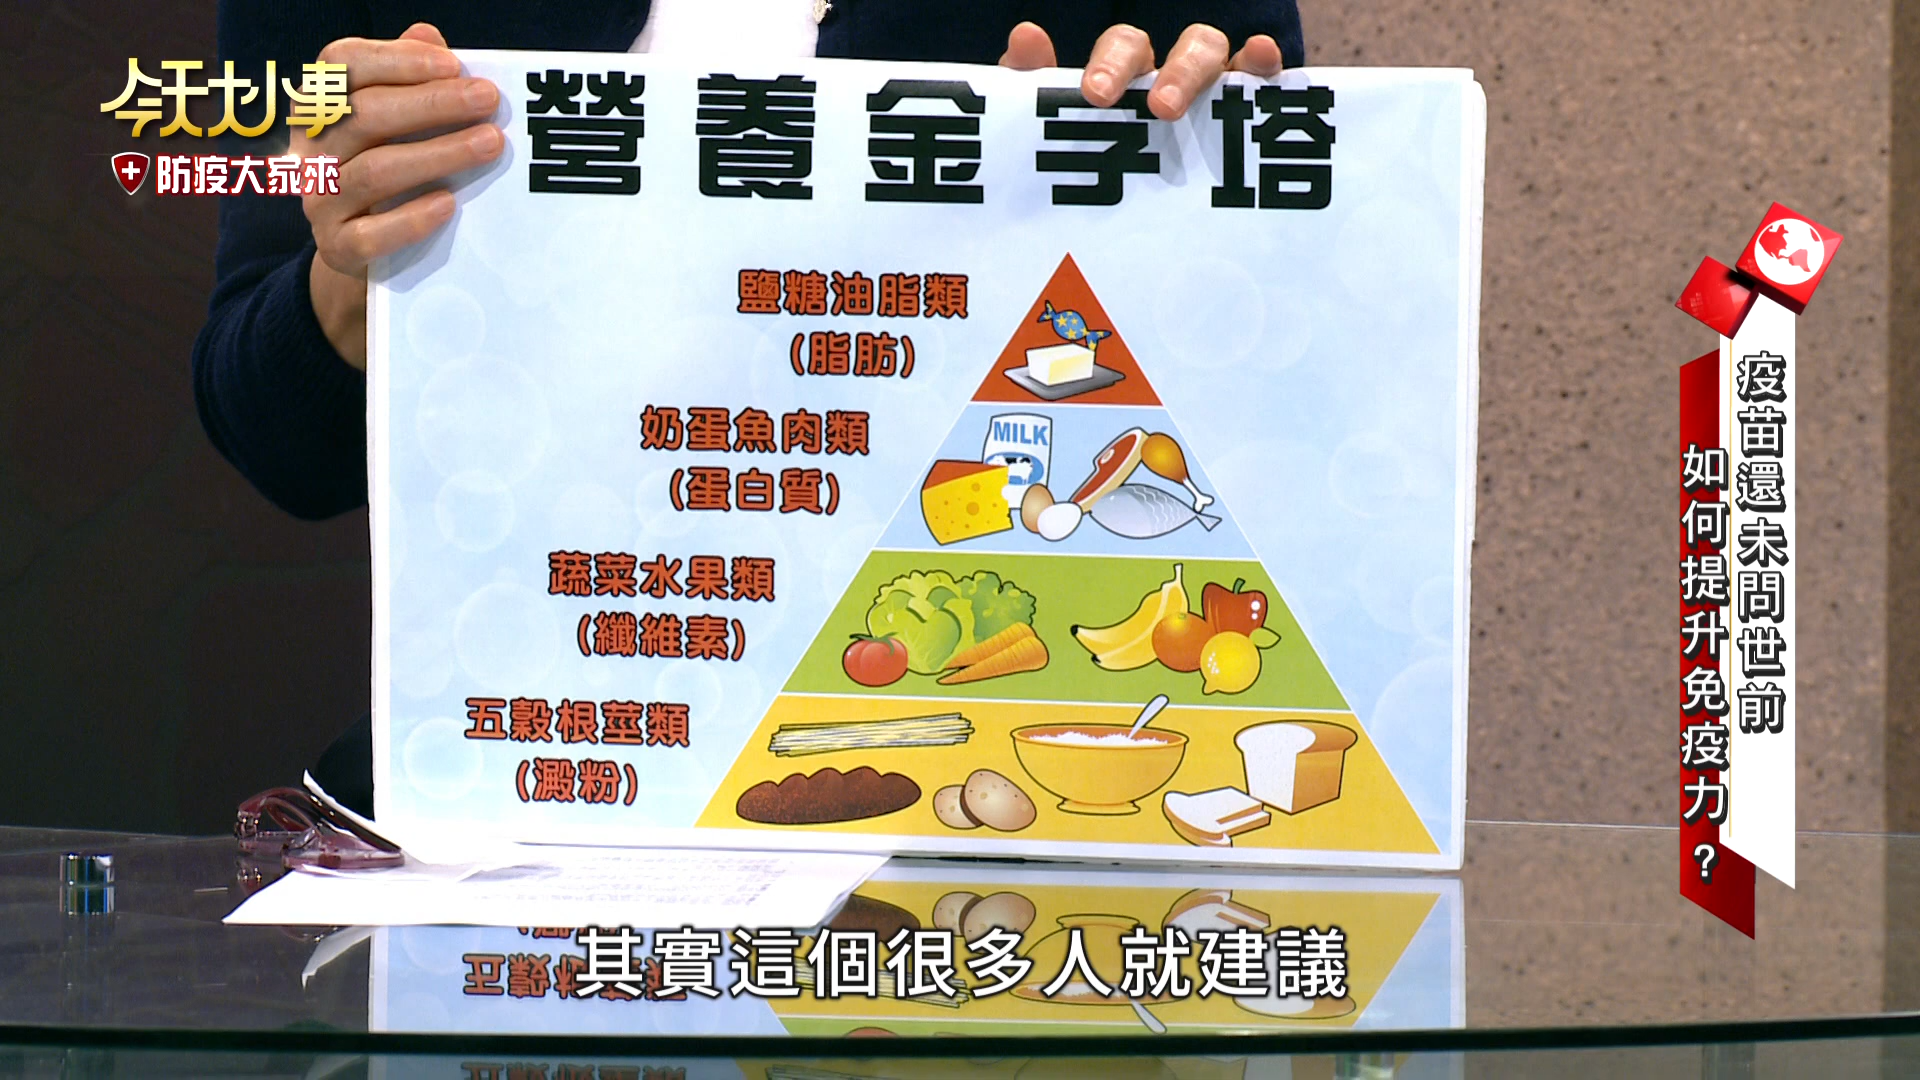 今天大小事
防疫大家來
營養金字塔
鹽糖油脂類
(脂肪)
奶蛋魚肉類
(蛋白質)
MILK
蔬菜水果類
(纖維素)
五穀根莖類
(澱粉)
疫苗還未問世前
如何提升免疫力?
其實這個很多人就建議